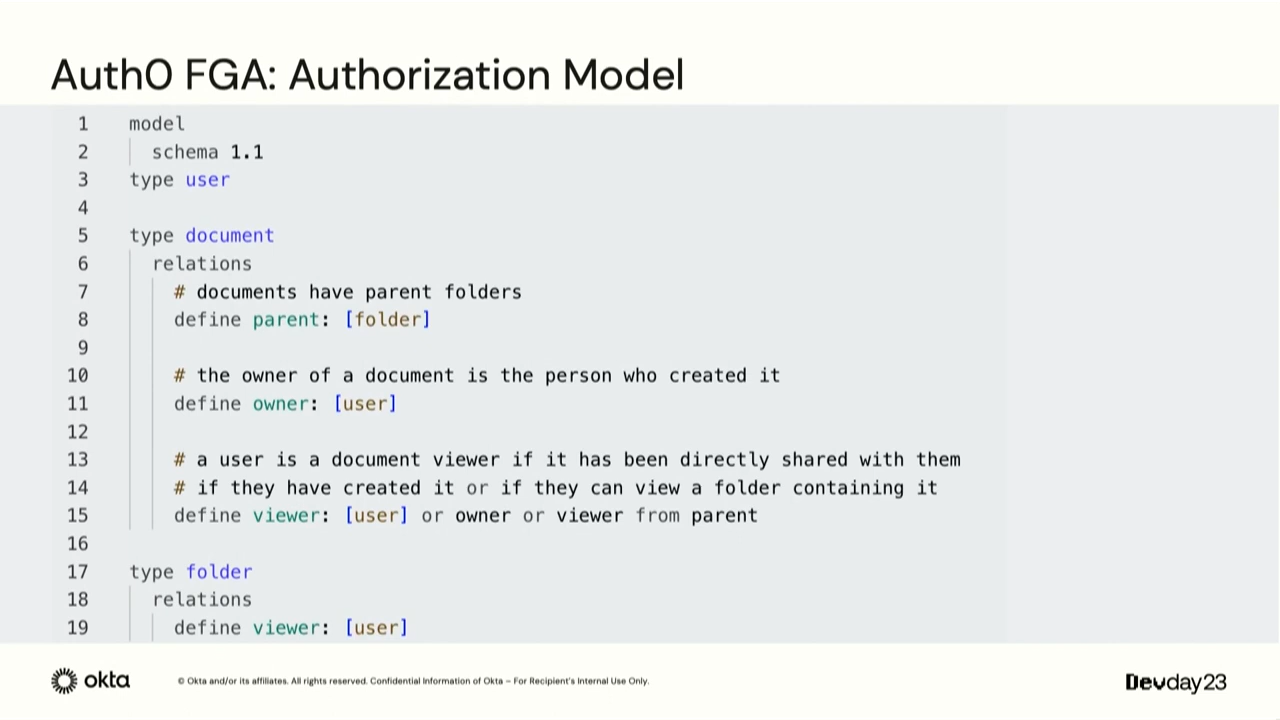 Auth0 FGA: Authorization Model
1 model
2 schema 1.1
3 type user
4
5 type document
6 relations
7 # documents have parent folders
8 define parent: [folder]
9
10 # the owner of a document is the person who created it
11 define owner: [user]
12
13 # a user is a document viewer if it has been directly shared with them
14 # if they have created it or if they can view a folder containing it
15 define viewer: [user] or owner or viewer from parent
16
17 type folder
18 relations
19 define viewer: [user]
okta
© Okta and/or its affiliates. All rights reserved. Confidential Information of Okta – For Recipient's Internal Use Only.
Devday23